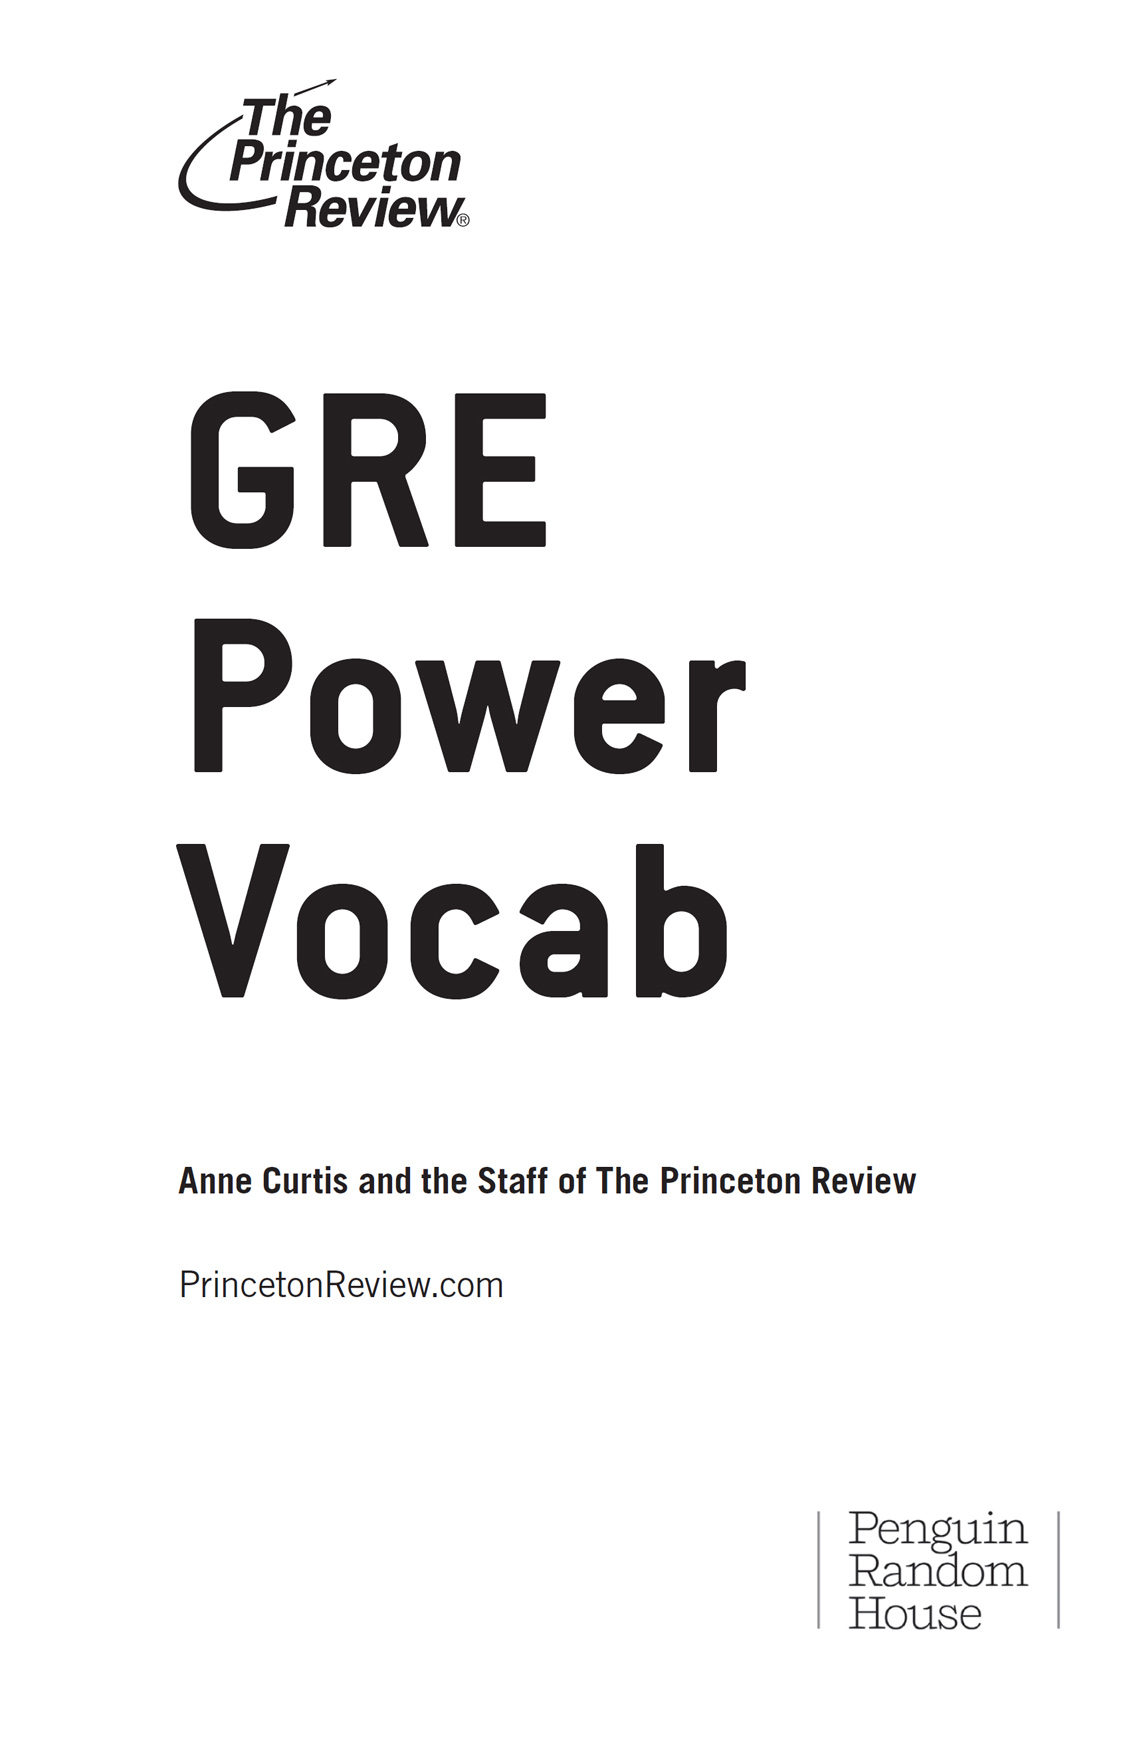 The
Princeton
Review®
GRE
Power
Vocab
Anne Curtis and the Staff of The Princeton Review
PrincetonReview.com
Penguin
Random
House